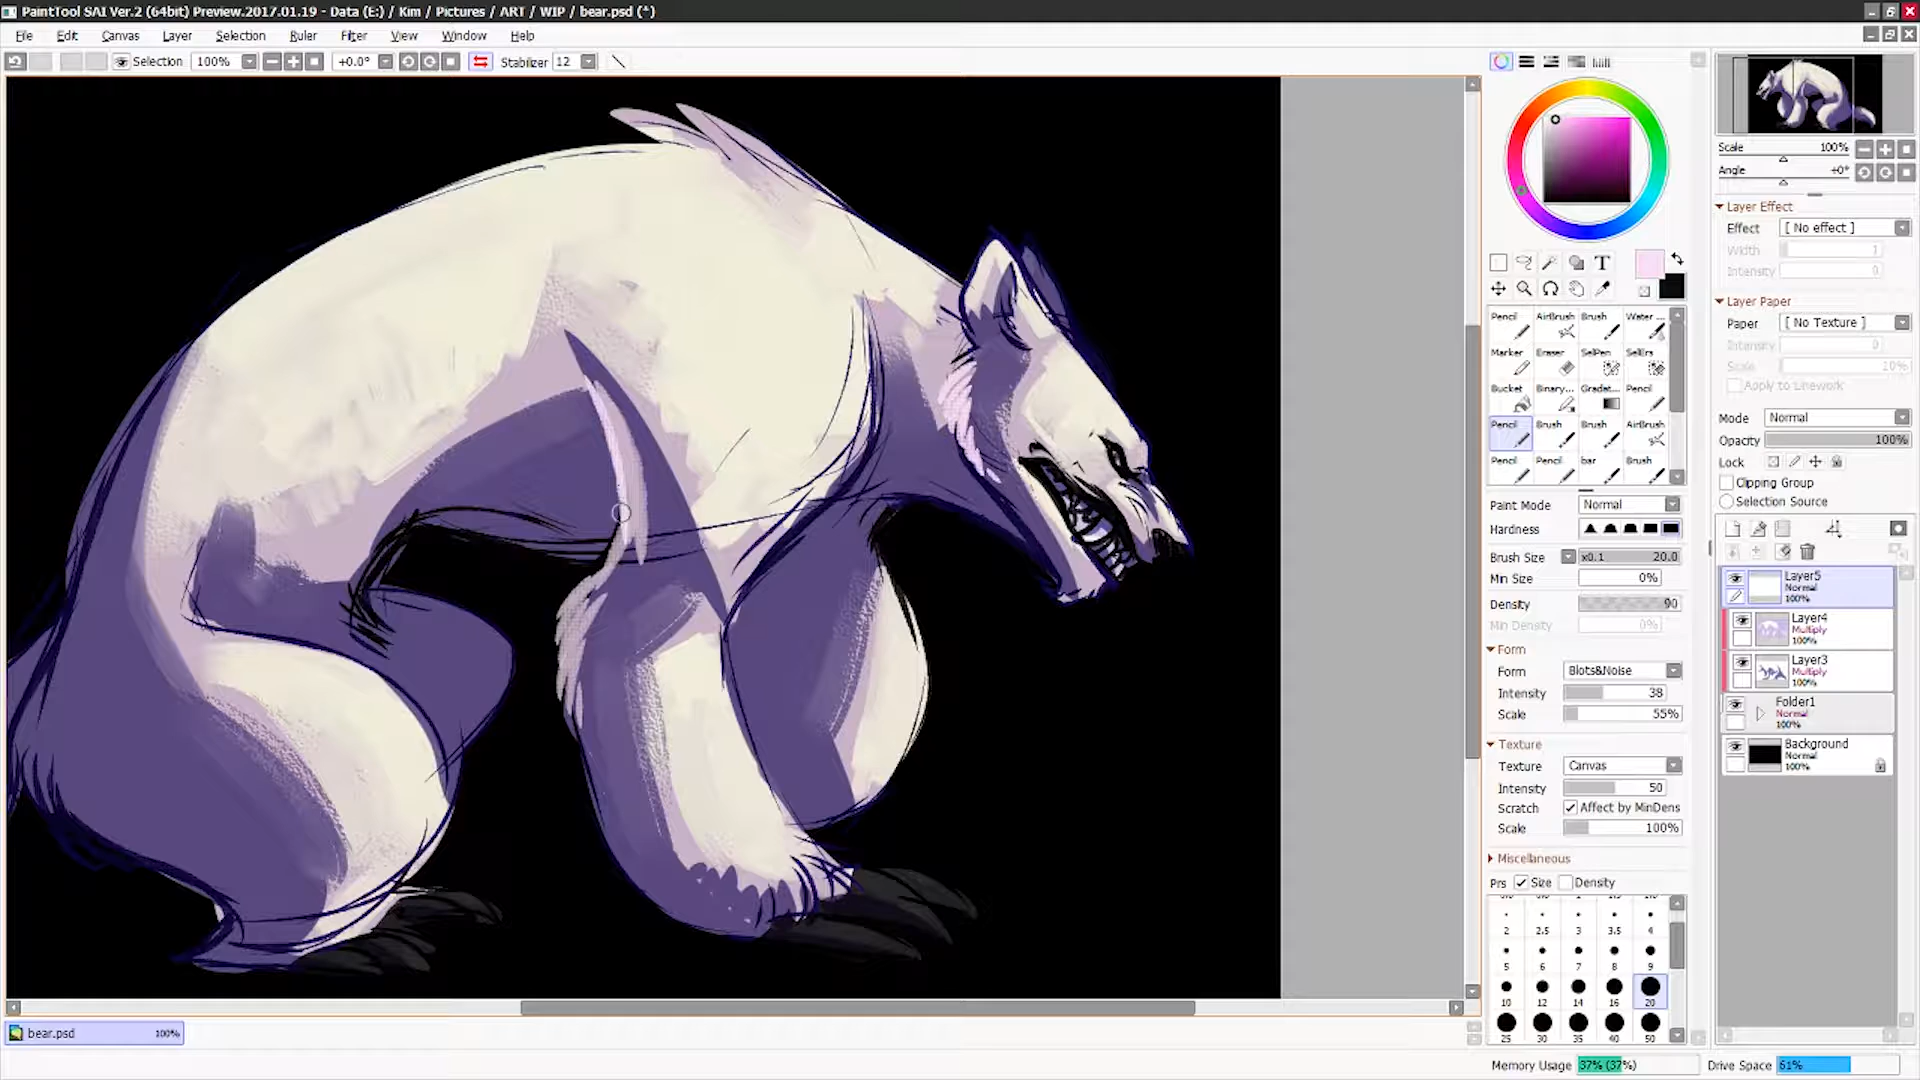 PaintTool SAI Ver.2 (64bit) Preview.2017.01.19 - Data (E:) / Kim / Pictures / ART / WIP / bear.psd (*)
File Edit Canvas Layer Selection Ruler Filter View Window Help
Selection 100% +0.0° Stabilizer 12
Scale 100%
Angle +0°
Layer Effect
Effect [ No effect ]
Width 1
Intensity 0
Layer Paper
Paper [ No Texture ]
Intensity 0
Scale 10%
Apply to Linework
Mode Normal
Opacity 100%
Lock
Clipping Group
Selection Source
T
Pencil AirBrush Brush Water ...
Marker Eraser SelPen SelErs
Bucket Binary... Gradat... Pencil
Pencil Brush Brush AirBrush
Pencil Pencil bar Brush
Paint Mode Normal
Hardness
Brush Size x0.1 20.0
Min Size 0%
Density 90
Min Density 0%
Form
Form Blots&Noise
Intensity 38
Scale 55%
Texture
Texture Canvas
Intensity 50
Scratch Affect by MinDens
Scale 100%
Miscellaneous
Prs Size Density
2 2.5 3 3.5 4
5 6 7 8 9
10 12 14 16 20
25 30 35 40 50
Layer5
Normal
100%
Layer4
Multiply
100%
Layer3
Multiply
100%
Folder1
Normal
100%
Background
Normal
100%
bear.psd 100%
Memory Usage 37% (37%) Drive Space 61%